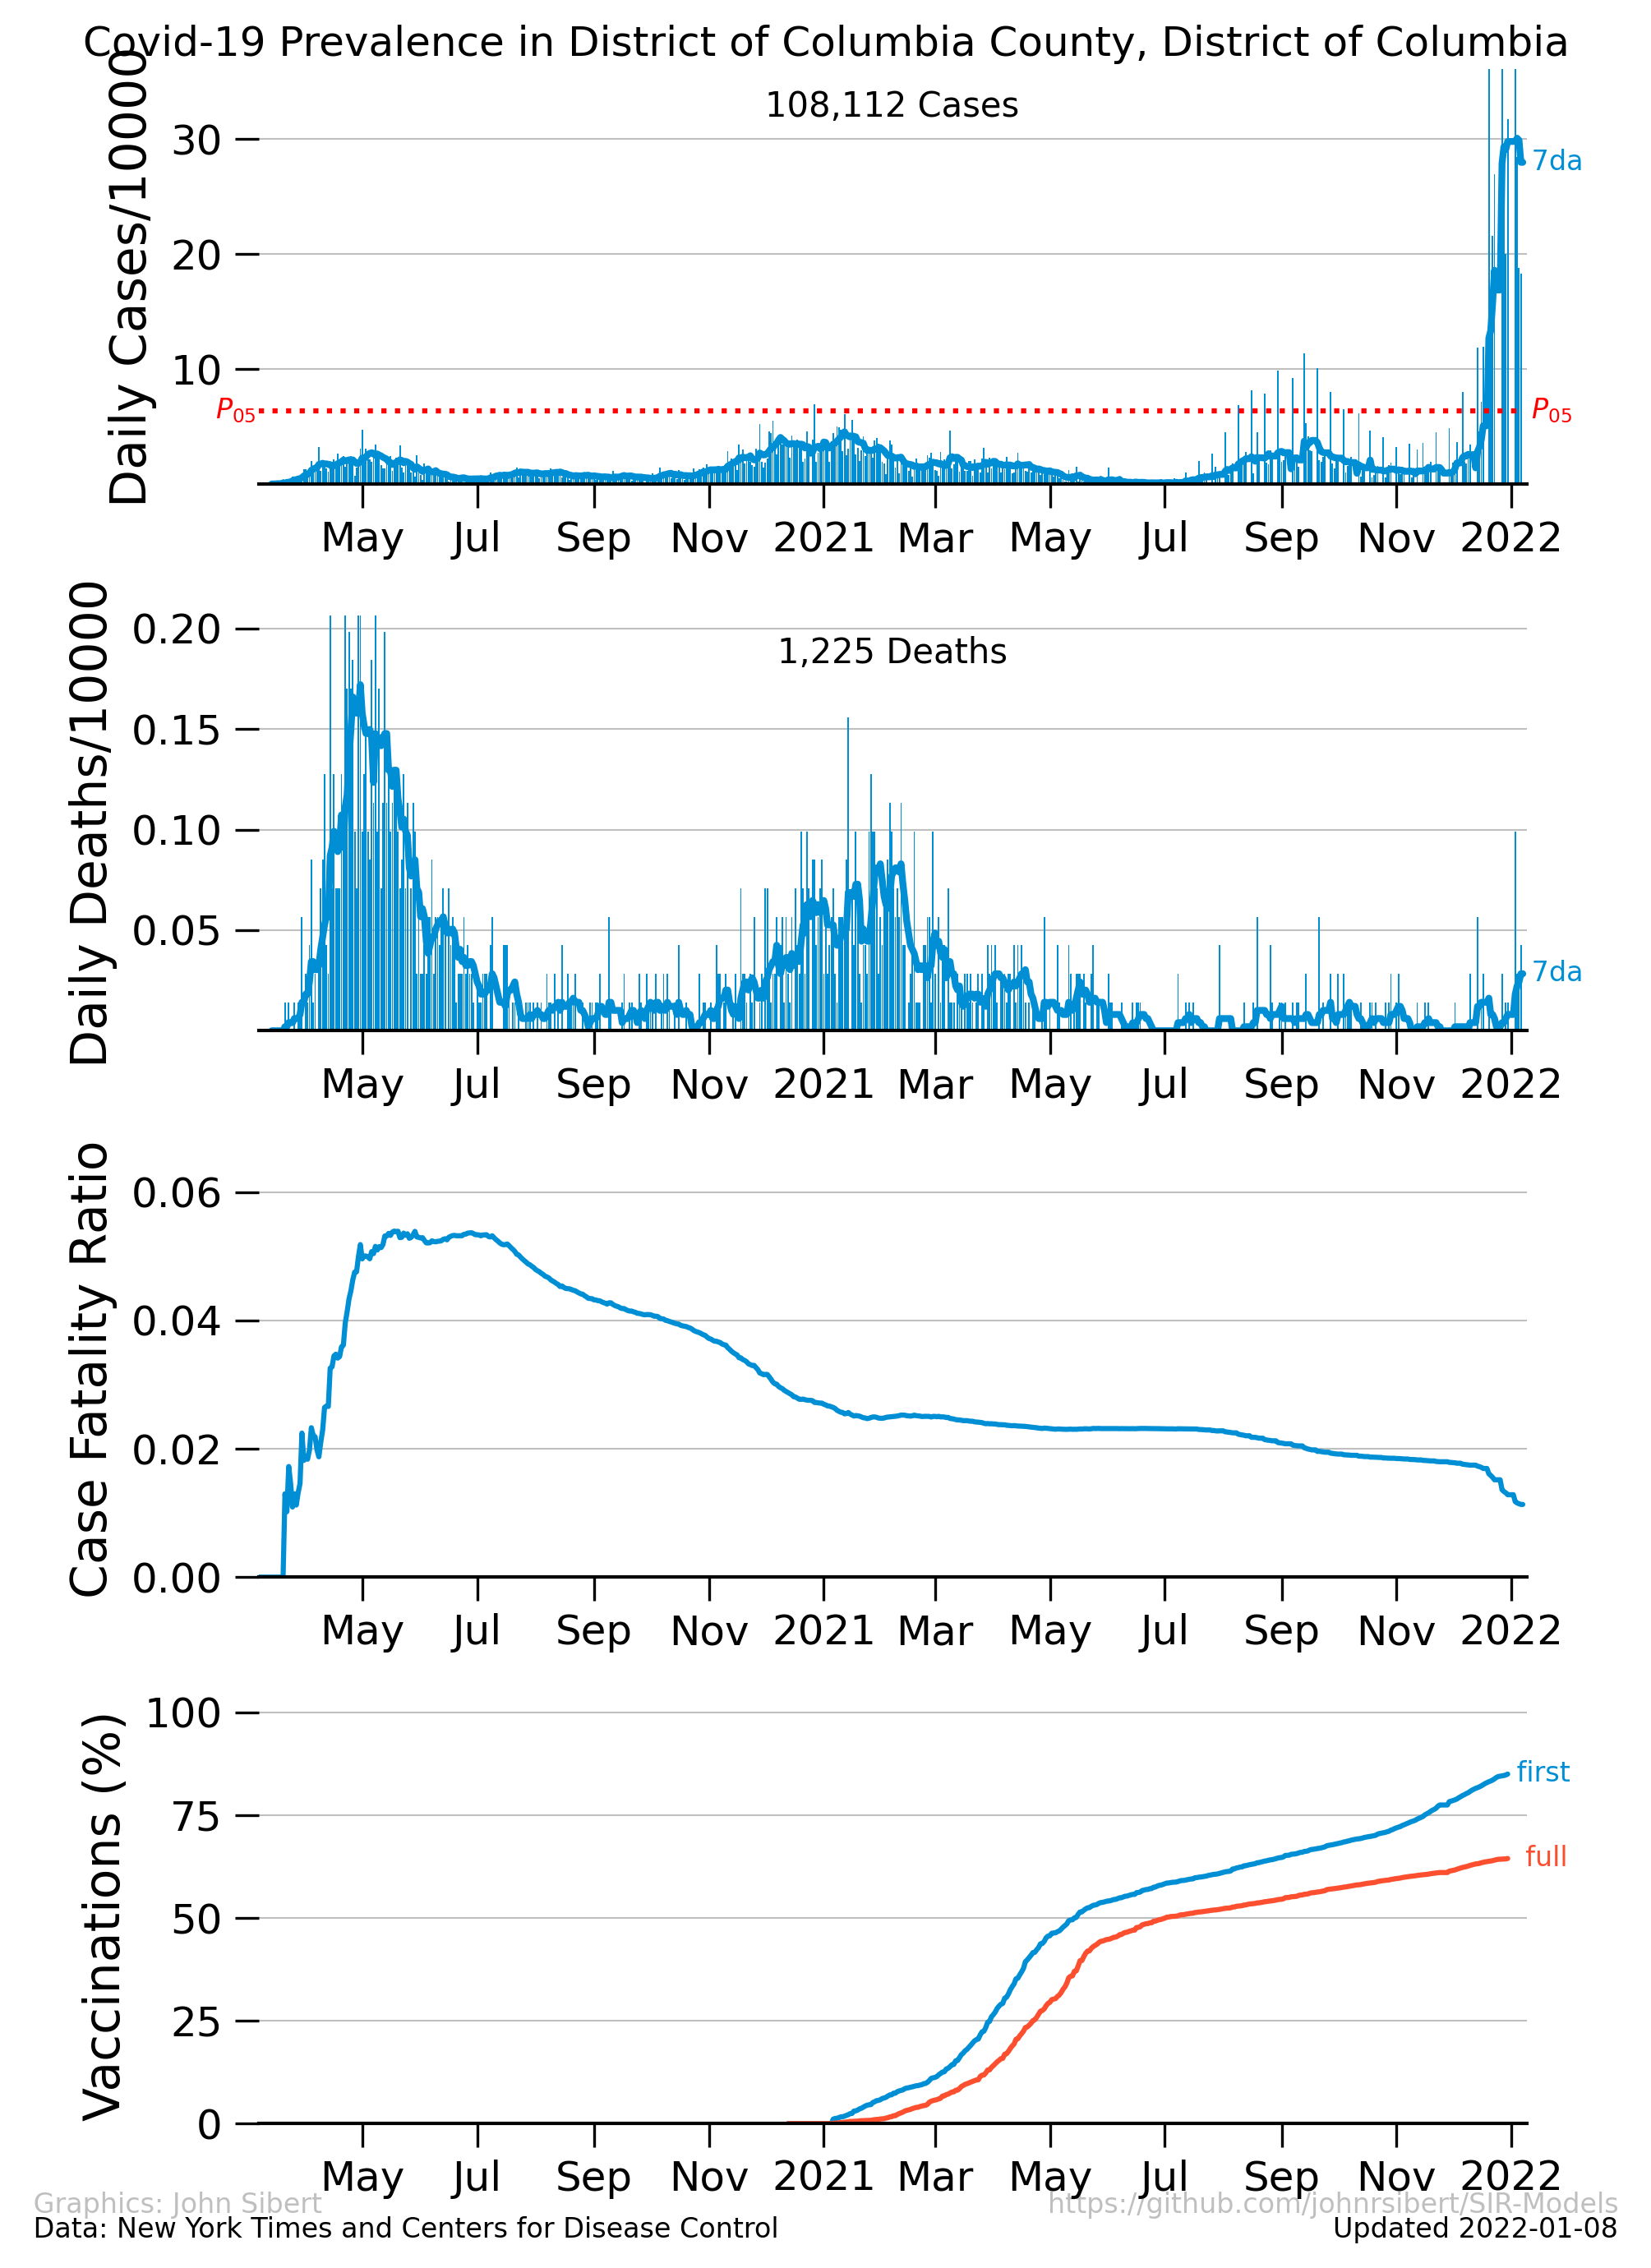 Covid-19 Prevalence in District of Columbia County, District of Columbia
Daily Cases/10000
108,112 Cases
30
20
10
7da
P05
P05
May Jul Sep Nov 2021 Mar May Jul Sep Nov 2022
Daily Deaths/10000
1,225 Deaths
0.20
0.15
0.10
0.05
7da
May Jul Sep Nov 2021 Mar May Jul Sep Nov 2022
Case Fatality Ratio
0.06
0.04
0.02
0.00
May Jul Sep Nov 2021 Mar May Jul Sep Nov 2022
Vaccinations (%)
100
75
50
25
0
first
full
May Jul Sep Nov 2021 Mar May Jul Sep Nov 2022
Graphics: John Sibert https://github.com/johnrsibert/SIR-Models
Data: New York Times and Centers for Disease Control Updated 2022-01-08